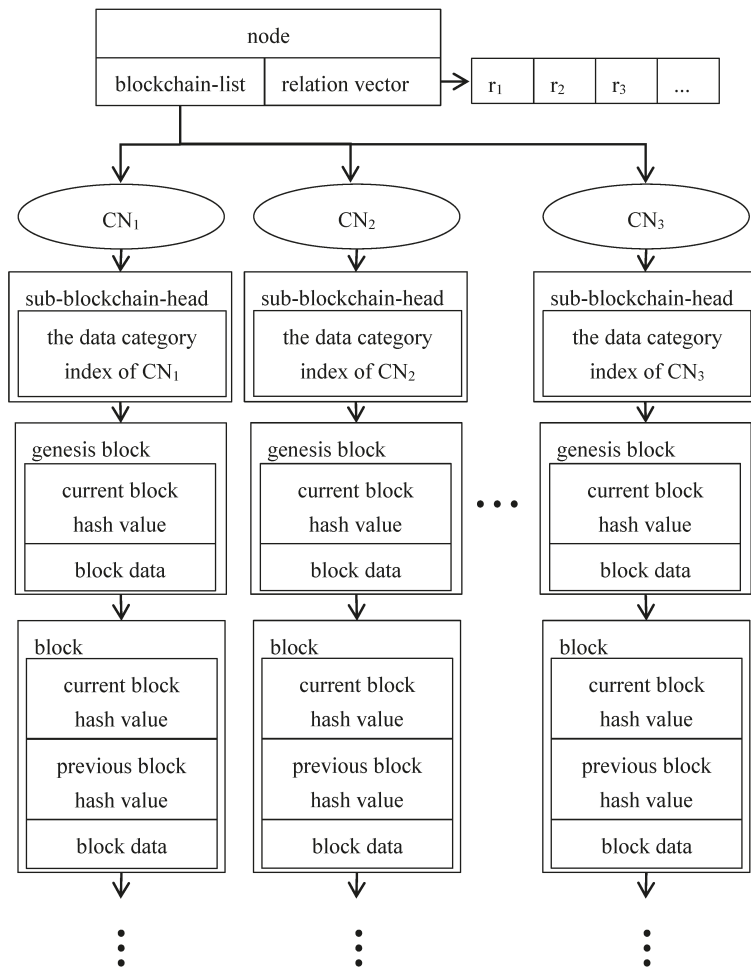 node
blockchain-list
relation vector
r₁
r₂
r₃
...
CN₁
CN₂
CN₃
sub-blockchain-head
the data category
index of CN₁
sub-blockchain-head
the data category
index of CN₂
sub-blockchain-head
the data category
index of CN₃
genesis block
current block
hash value
block data
genesis block
current block
hash value
block data
genesis block
current block
hash value
block data
block
current block
hash value
previous block
hash value
block data
block
current block
hash value
previous block
hash value
block data
block
current block
hash value
previous block
hash value
block data